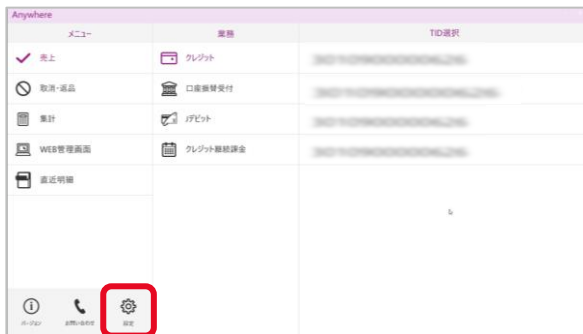 Anywhere
メニュー
業務
TID選択
売上
クレジット
取消・返品
口座振替受付
集計
Jデビット
WEB管理画面
クレジット継続課金
直近明細
バージョン
お問い合わせ
設定